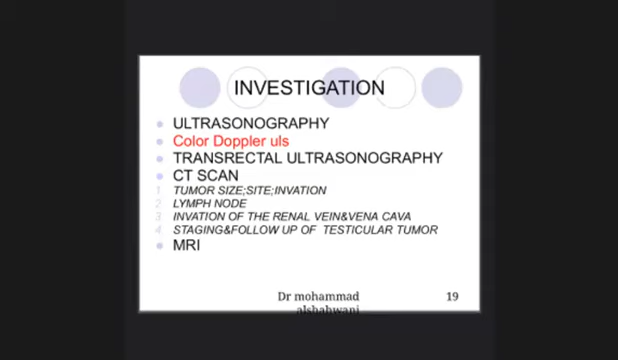 INVESTIGATION
ULTRASONOGRAPHY
Color Doppler uls
TRANSRECTAL ULTRASONOGRAPHY
CT SCAN
1. TUMOR SIZE;SITE;INVATION
2. LYMPH NODE
3. INVATION OF THE RENAL VEIN&VENA CAVA
4. STAGING&FOLLOW UP OF TESTICULAR TUMOR
MRI
Dr mohammad
alshahwani
19